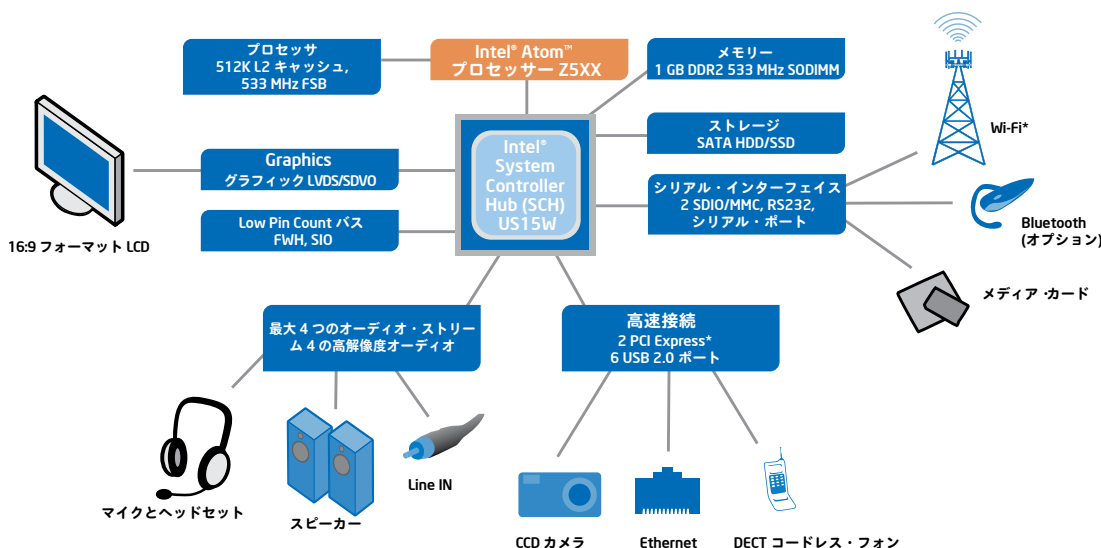 プロセッサ
512K L2 キャッシュ,
533 MHz FSB
Intel® Atom™
プロセッサー Z5XX
メモリー
1 GB DDR2 533 MHz SODIMM
ストレージ
SATA HDD/SSD
Wi-Fi*
Graphics
グラフィック LVDS/SDVO
Intel®
System
Controller
Hub (SCH)
US15W
シリアル・インターフェイス
2 SDIO/MMC, RS232,
シリアル・ポート
Low Pin Count バス
FWH, SIO
16:9 フォーマット LCD
Bluetooth
(オプション)
メディア・カード
最大 4 つのオーディオ・ストリー
ム 4 の高解像度オーディオ
高速接続
2 PCI Express*
6 USB 2.0 ポート
マイクとヘッドセット
スピーカー
Line IN
CCD カメラ
Ethernet
DECT コードレス・フォン